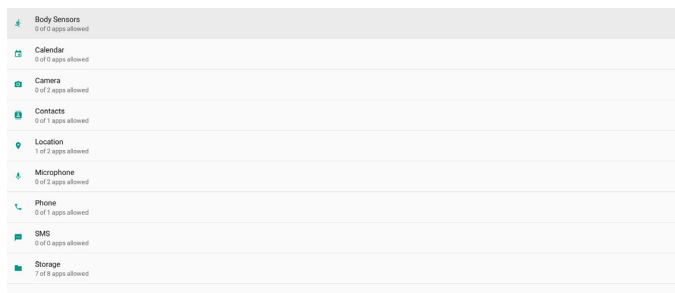 Body Sensors
0 of 0 apps allowed
Calendar
0 of 0 apps allowed
Camera
0 of 2 apps allowed
Contacts
0 of 1 apps allowed
Location
1 of 2 apps allowed
Microphone
0 of 2 apps allowed
Phone
0 of 1 apps allowed
SMS
0 of 0 apps allowed
Storage
7 of 8 apps allowed